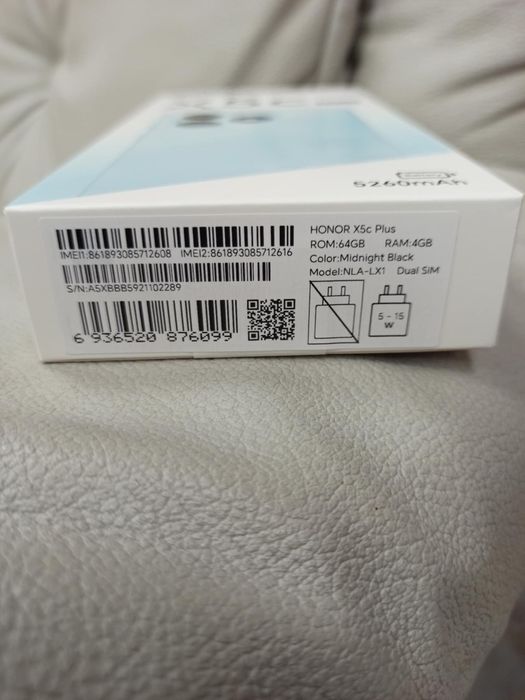 5260mAh
IMEI1:861893085712608 IMEI2:861893085712616
S/N:A5XBBB5921102289
6 936520 876099
HONOR X5c Plus
ROM:64GB RAM:4GB
Color:Midnight Black
Model:NLA-LX1 Dual SIM
5 - 15
W